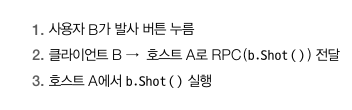 1. 사용자 B가 발사 버튼 누름
2. 클라이언트 B → 호스트 A로 RPC(b.Shot()) 전달
3. 호스트 A에서 b.Shot() 실행